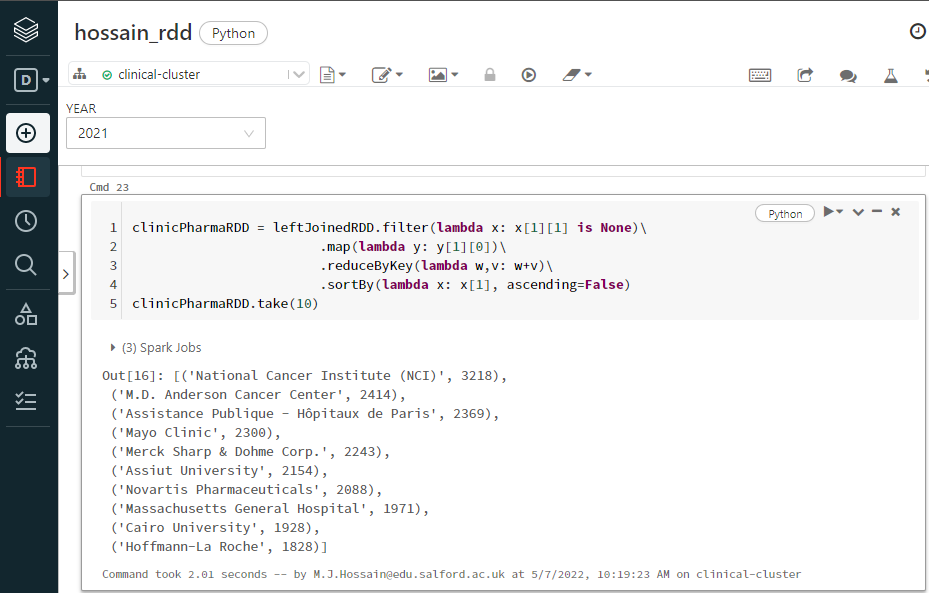 hossain_rdd Python
D
clinical-cluster
YEAR
2021
Cmd 23
Python
1 clinicPharmaRDD = leftJoinedRDD.filter(lambda x: x[1][1] is None)\
2 .map(lambda y: y[1][0])\
3 .reduceByKey(lambda w,v: w+v)\
4 .sortBy(lambda x: x[1], ascending=False)
5 clinicPharmaRDD.take(10)
(3) Spark Jobs
Out[16]: [('National Cancer Institute (NCI)', 3218),
('M.D. Anderson Cancer Center', 2414),
('Assistance Publique - Hôpitaux de Paris', 2369),
('Mayo Clinic', 2300),
('Merck Sharp & Dohme Corp.', 2243),
('Assiut University', 2154),
('Novartis Pharmaceuticals', 2088),
('Massachusetts General Hospital', 1971),
('Cairo University', 1928),
('Hoffmann-La Roche', 1828)]
Command took 2.01 seconds -- by M.J.Hossain@edu.salford.ac.uk at 5/7/2022, 10:19:23 AM on clinical-cluster